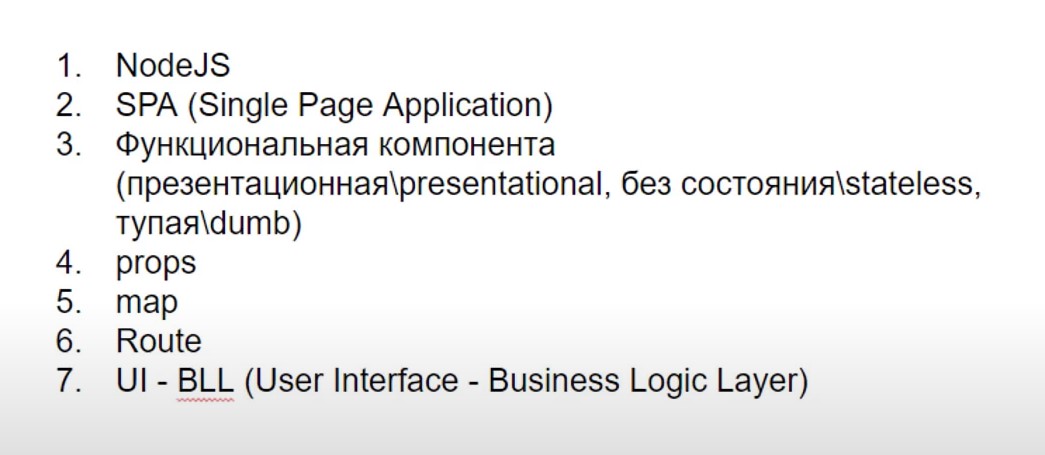 1. NodeJS
2. SPA (Single Page Application)
3. Функциональная компонента
(презентационная\presentational, без состояния\stateless,
тупая\dumb)
4. props
5. map
6. Route
7. UI - BLL (User Interface - Business Logic Layer)